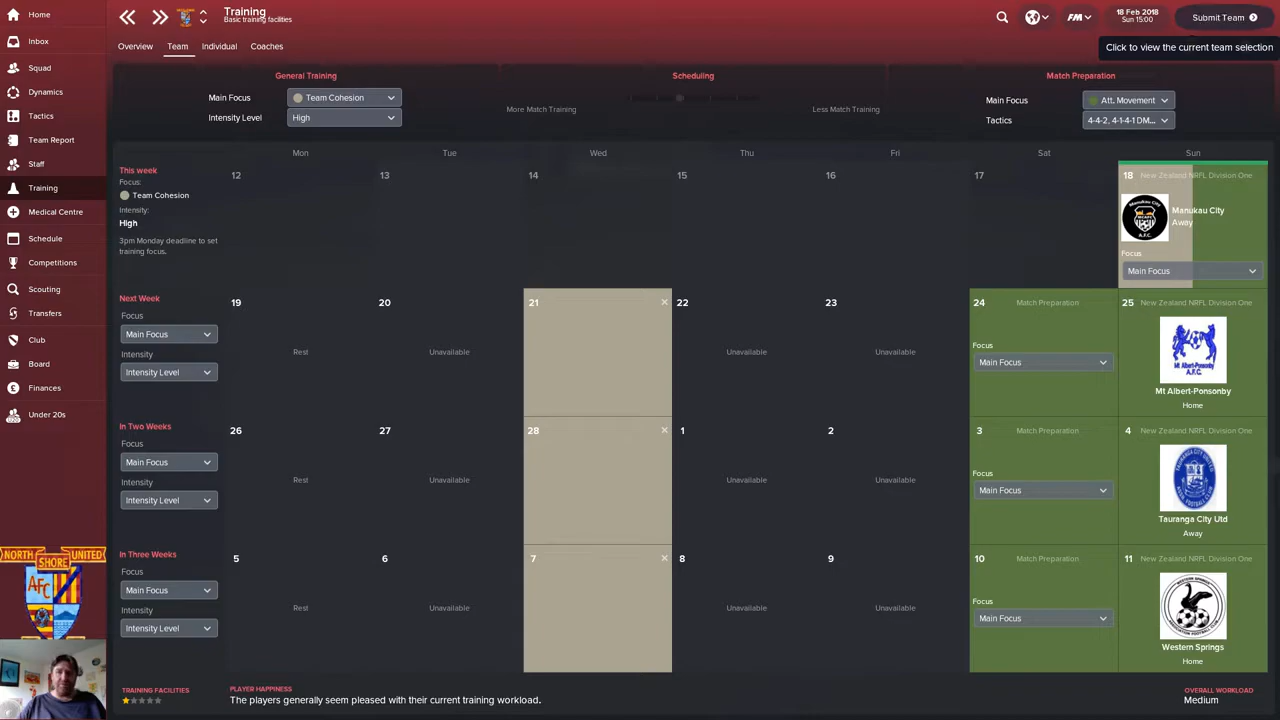 Home
Inbox
Squad
Dynamics
Tactics
Team Report
Staff
Training
Medical Centre
Schedule
Competitions
Scouting
Transfers
Club
Board
Finances
Under 20s
NORTH SHORE UNITED
AFC
Training
Basic training facilities
FM
18 Feb 2018
Sun 15:00
Submit Team
Click to view the current team selection
Overview
Team
Individual
Coaches
General Training
Main Focus
Team Cohesion
Intensity Level
High
Scheduling
More Match Training
Less Match Training
Match Preparation
Main Focus
Att. Movement
Tactics
4-4-2, 4-1-4-1 DM...
Mon Tue Wed Thu Fri Sat Sun
This week
Focus:
Team Cohesion
Intensity:
High
3pm Monday deadline to set
training focus.
12 13 14 15 16 17
18 New Zealand NRFL Division One
Manukau City
Away
Focus
Main Focus
Next Week
Focus
Main Focus
Intensity
Intensity Level
19 Rest
20 Unavailable
21
22 Unavailable
23 Unavailable
24 Match Preparation
Focus
Main Focus
25 New Zealand NRFL Division One
Mt Albert-Ponsonby
A.F.C.
Mt Albert-Ponsonby
Home
In Two Weeks
Focus
Main Focus
Intensity
Intensity Level
26 Rest
27 Unavailable
28
1 Unavailable
2 Unavailable
3 Match Preparation
Focus
Main Focus
4 New Zealand NRFL Division One
Tauranga City Utd
Away
In Three Weeks
Focus
Main Focus
Intensity
Intensity Level
5 Rest
6 Unavailable
7
8 Unavailable
9 Unavailable
10 Match Preparation
Focus
Main Focus
11 New Zealand NRFL Division One
Western Springs
Home
TRAINING FACILITIES
PLAYER HAPPINESS
The players generally seem pleased with their current training workload.
OVERALL WORKLOAD
Medium